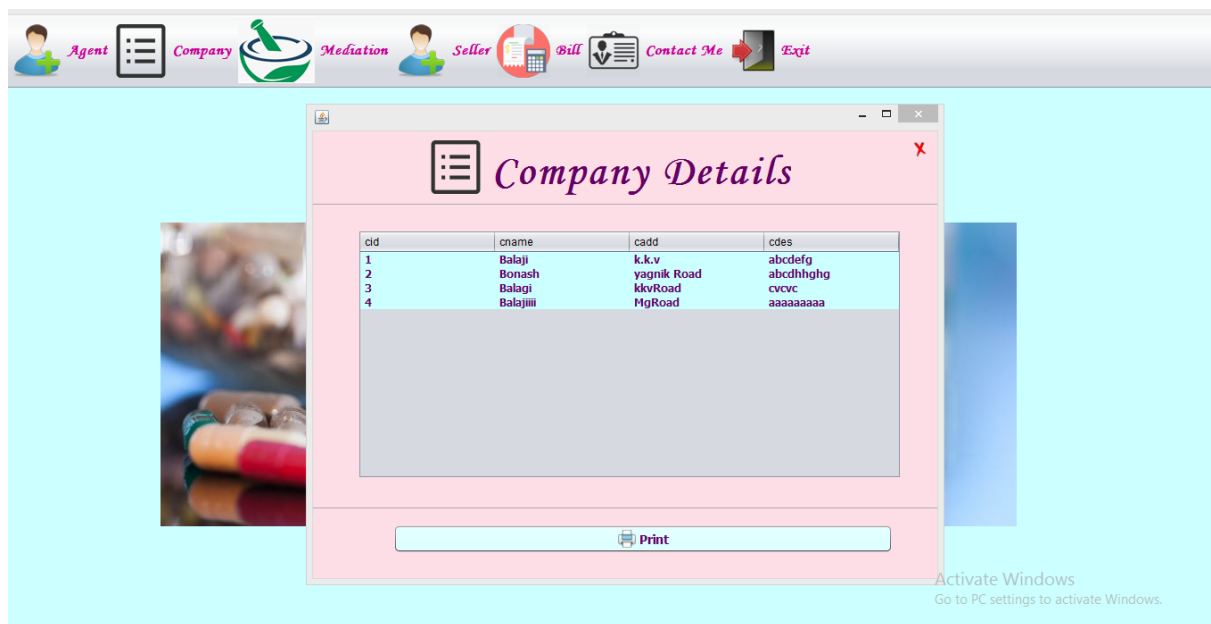 Agent Company Mediation Seller Bill Contact Me Exit
Company Details
cid cname cadd cdes
1 Balaji k.k.v abcdefg
2 Bonash yagnik Road abcdhhghg
3 Balagi kkvRoad cvcvc
4 Balajiiii MgRoad aaaaaaaaa
Print
Activate Windows
Go to PC settings to activate Windows.